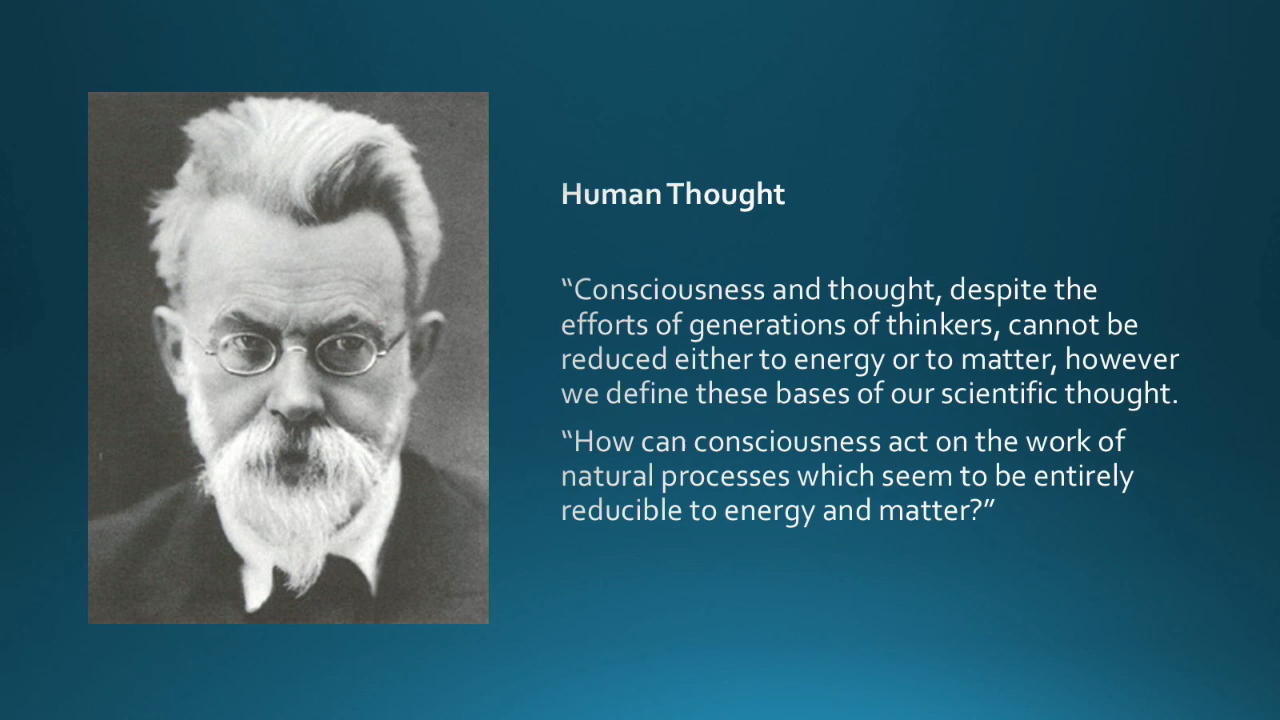 Human Thought
“Consciousness and thought, despite the
efforts of generations of thinkers, cannot be
reduced either to energy or to matter, however
we define these bases of our scientific thought.
“How can consciousness act on the work of
natural processes which seem to be entirely
reducible to energy and matter?”